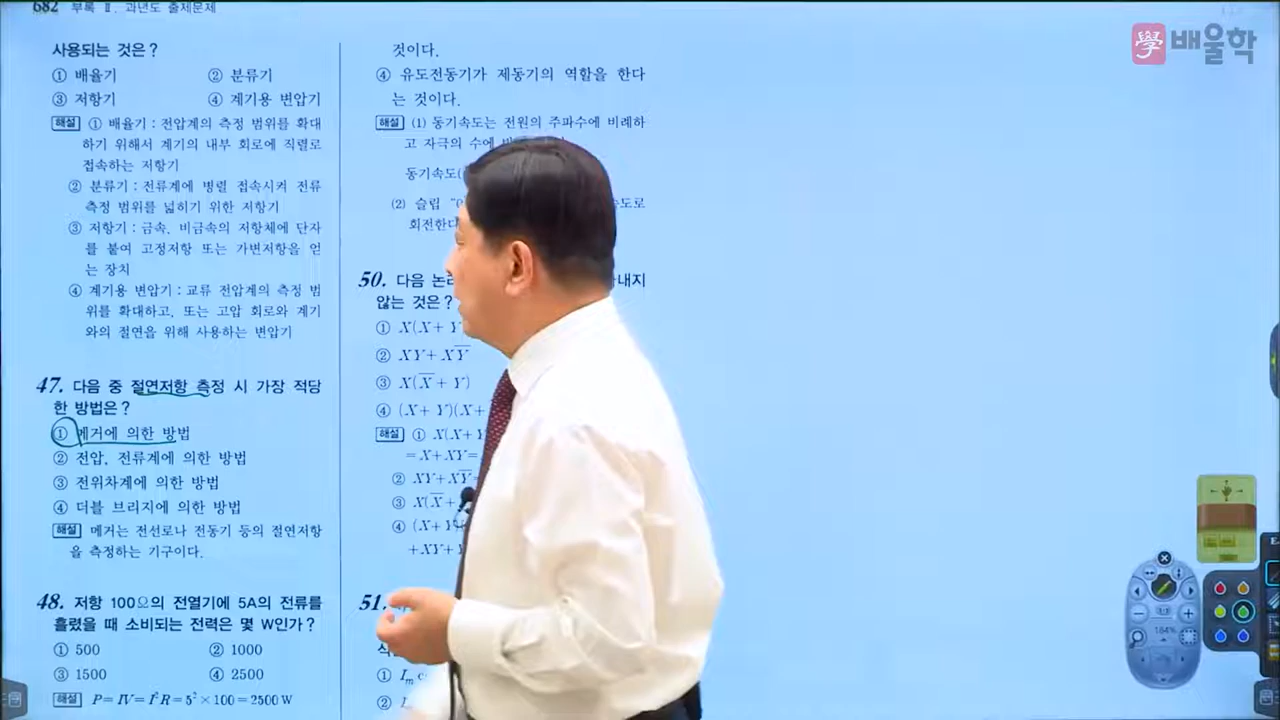 682 부록 Ⅱ. 과년도 출제문제
學 배울학
사용되는 것은?
① 배율기 ② 분류기
③ 저항기 ④ 계기용 변압기
해설 ① 배율기 : 전압계의 측정 범위를 확대
하기 위해서 계기의 내부 회로에 직렬로
접속하는 저항기
② 분류기 : 전류계에 병렬 접속시켜 전류
측정 범위를 넓히기 위한 저항기
③ 저항기 : 금속, 비금속의 저항체에 단자
를 붙여 고정저항 또는 가변저항을 얻
는 장치
④ 계기용 변압기 : 교류 전압계의 측정 범
위를 확대하고, 또는 고압 회로와 계기
와의 절연을 위해 사용하는 변압기
47. 다음 중 절연저항 측정 시 가장 적당
한 방법은?
① 메거에 의한 방법
② 전압, 전류계에 의한 방법
③ 전위차계에 의한 방법
④ 더블 브리지에 의한 방법
해설 메거는 전선로나 전동기 등의 절연저항
을 측정하는 기구이다.
48. 저항 100Ω의 전열기에 5A의 전류를
흘렸을 때 소비되는 전력은 몇 W인가?
① 500 ② 1000
③ 1500 ④ 2500
해설 P = IV = I²R = 5² × 100 = 2500 W
것이다.
④ 유도전동기가 제동기의 역할을 한다
는 것이다.
해설 (1) 동기속도는 전원의 주파수에 비례하
고 자극의 수에
동기속도(
(2) 슬립 속도로
회전한다
50. 다음 논리 나타내지
않는 것은?
① X(X + Y
② XY + XY̅
③ X(X̅ + Y)
④ (X + Y)(X +
해설 ① X(X + Y
= X + XY =
② XY + XY̅
③ X(X̅ +
④ (X + Y)
+ XY +
51.
식
① Iₘ
②
184%